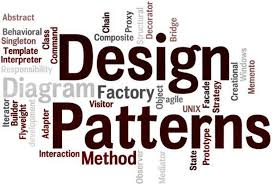 Abstract
Behavioral
Singleton
Template
Interpreter
Responsibility
Class
Command
Chain
Composite
Proxy
Structural
Decorator
Bridge
Design
Diagram
Factory
Object
agile
Creational
Windows
Memento
Iterator
Builder
Flyweight
development
Adapter
Visitor
UNIX
Facade
Strategy
Patterns
Interaction
Method
Observer
Mediator
State
Prototype